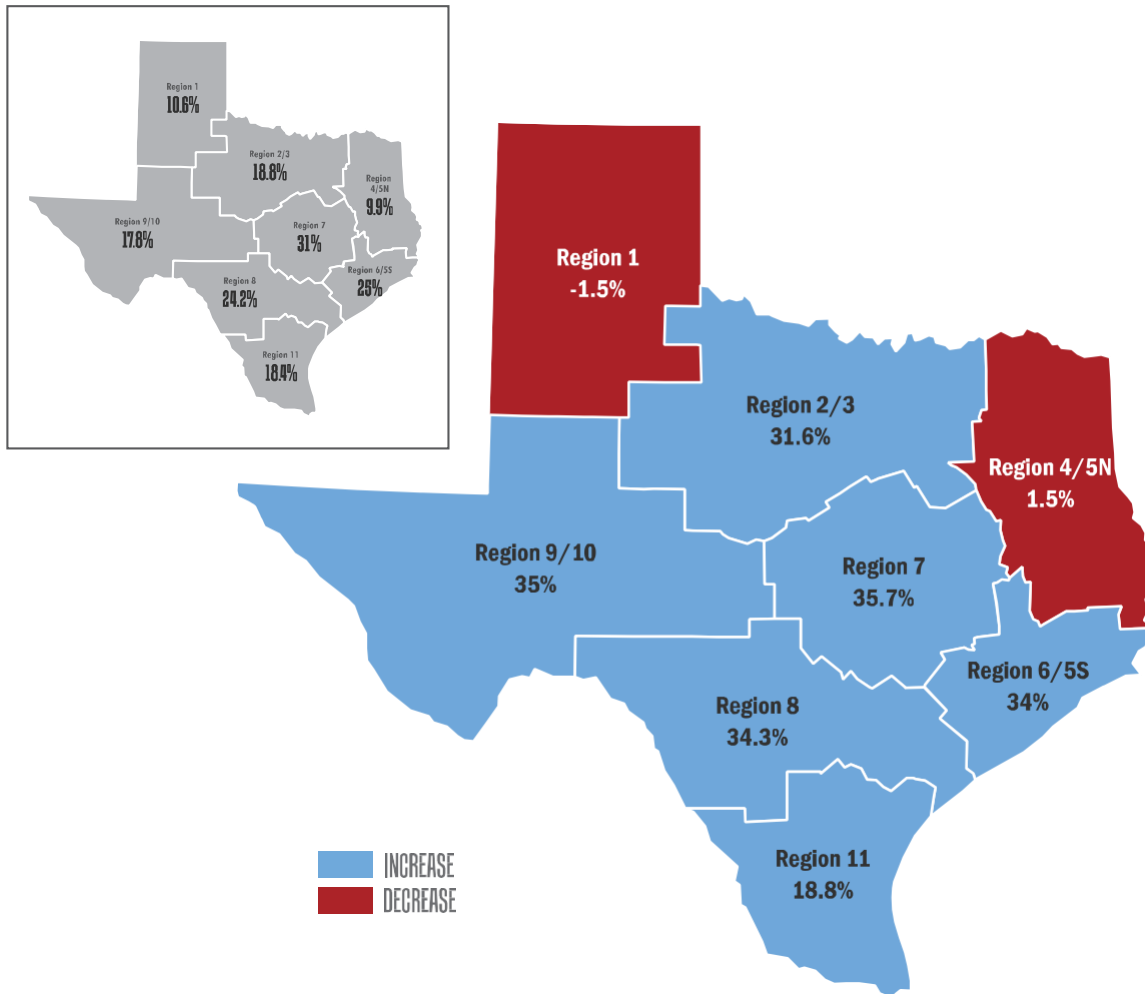 Region 1
10.6%
Region 2/3
18.8%
Region
4/5N
9.9%
Region 9/10
17.8%
Region 7
31%
Region 6/5S
25%
Region 8
24.2%
Region 11
18.4%
Region 1
-1.5%
Region 2/3
31.6%
Region 4/5N
1.5%
Region 9/10
35%
Region 7
35.7%
Region 6/5S
34%
Region 8
34.3%
Region 11
18.8%
INCREASE
DECREASE